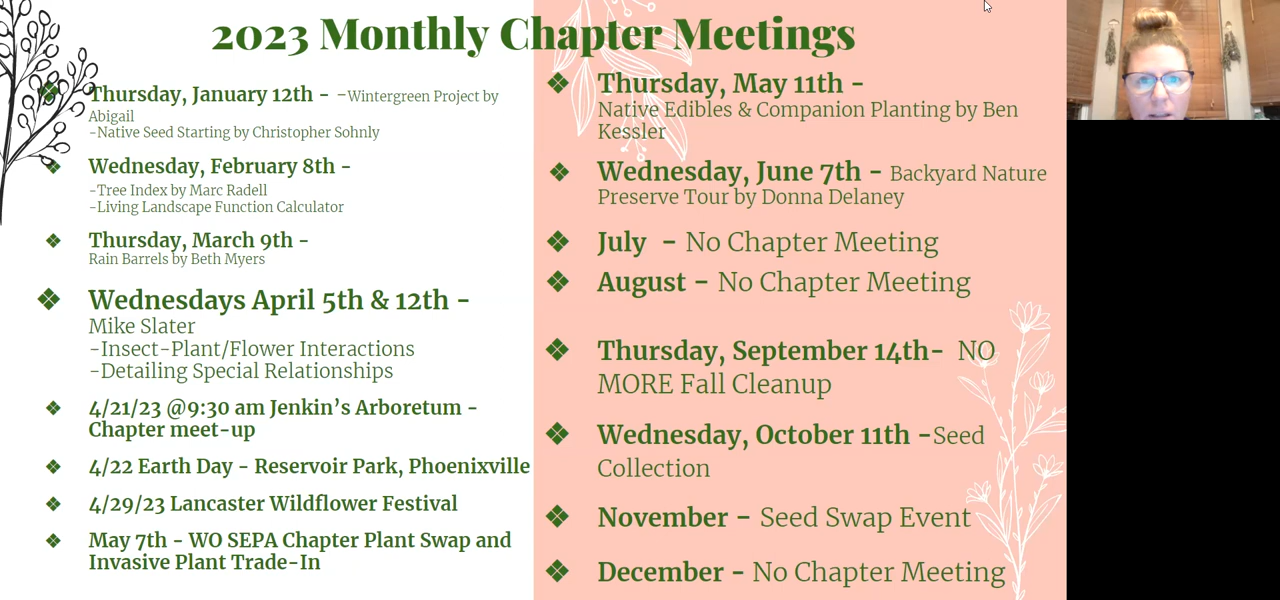 2023 Monthly Chapter Meetings
Thursday, January 12th - -Wintergreen Project by
Abigail
-Native Seed Starting by Christopher Sohnly
Wednesday, February 8th -
-Tree Index by Marc Radell
-Living Landscape Function Calculator
Thursday, March 9th -
Rain Barrels by Beth Myers
Wednesdays April 5th & 12th -
Mike Slater
-Insect-Plant/Flower Interactions
-Detailing Special Relationships
4/21/23 @9:30 am Jenkin's Arboretum -
Chapter meet-up
4/22 Earth Day - Reservoir Park, Phoenixville
4/29/23 Lancaster Wildflower Festival
May 7th - WO SEPA Chapter Plant Swap and
Invasive Plant Trade-In
Thursday, May 11th -
Native Edibles & Companion Planting by Ben
Kessler
Wednesday, June 7th - Backyard Nature
Preserve Tour by Donna Delaney
July - No Chapter Meeting
August - No Chapter Meeting
Thursday, September 14th- NO
MORE Fall Cleanup
Wednesday, October 11th -Seed
Collection
November - Seed Swap Event
December - No Chapter Meeting